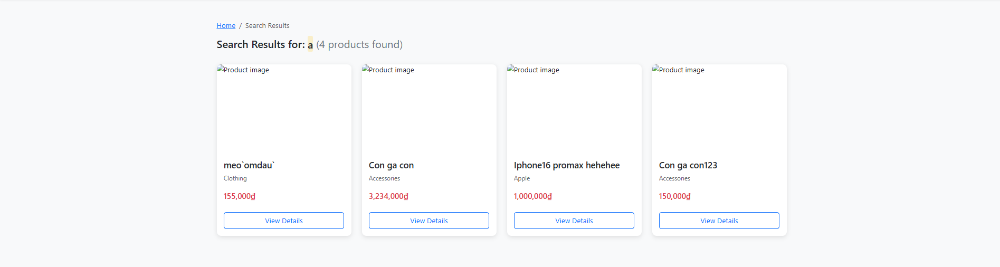 Home / Search Results
Search Results for: a (4 products found)
Product image
Product image
Product image
Product image
meo`omdau`
Clothing
155,000₫
View Details
Con ga con
Accessories
3,234,000₫
View Details
Iphone16 promax hehehee
Apple
1,000,000₫
View Details
Con ga con123
Accessories
150,000₫
View Details